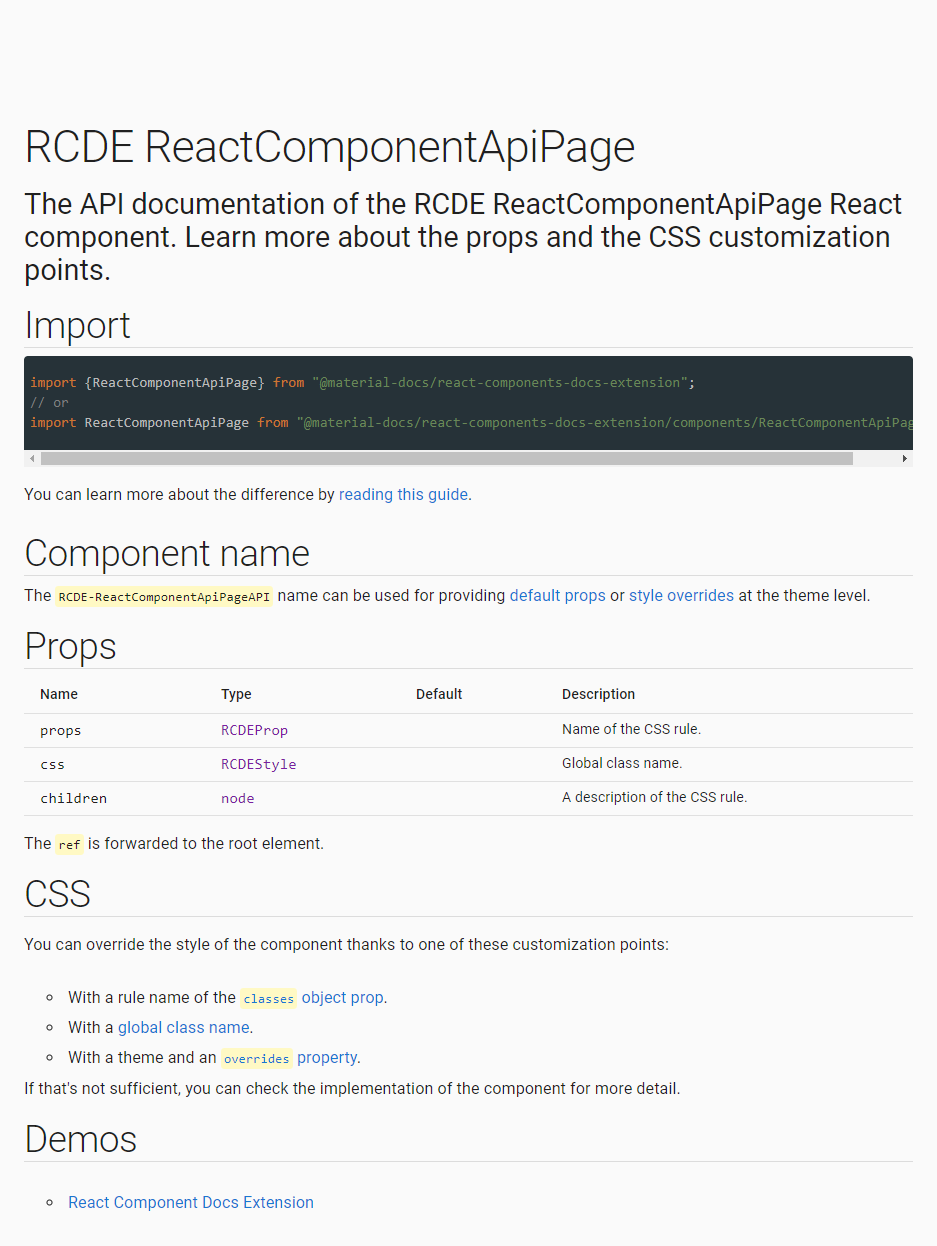 RCDE ReactComponentApiPage
The API documentation of the RCDE ReactComponentApiPage React
component. Learn more about the props and the CSS customization
points.
Import
import {ReactComponentApiPage} from "@material-docs/react-components-docs-extension";
// or
import ReactComponentApiPage from "@material-docs/react-components-docs-extension/components/ReactComponentApiPag
You can learn more about the difference by reading this guide.
Component name
The RCDE-ReactComponentApiPageAPI name can be used for providing default props or style overrides at the theme level.
Props
Name Type Default Description
props RCDEProp Name of the CSS rule.
css RCDEStyle Global class name.
children node A description of the CSS rule.
The ref is forwarded to the root element.
CSS
You can override the style of the component thanks to one of these customization points:
With a rule name of the classes object prop.
With a global class name.
With a theme and an overrides property.
If that's not sufficient, you can check the implementation of the component for more detail.
Demos
React Component Docs Extension